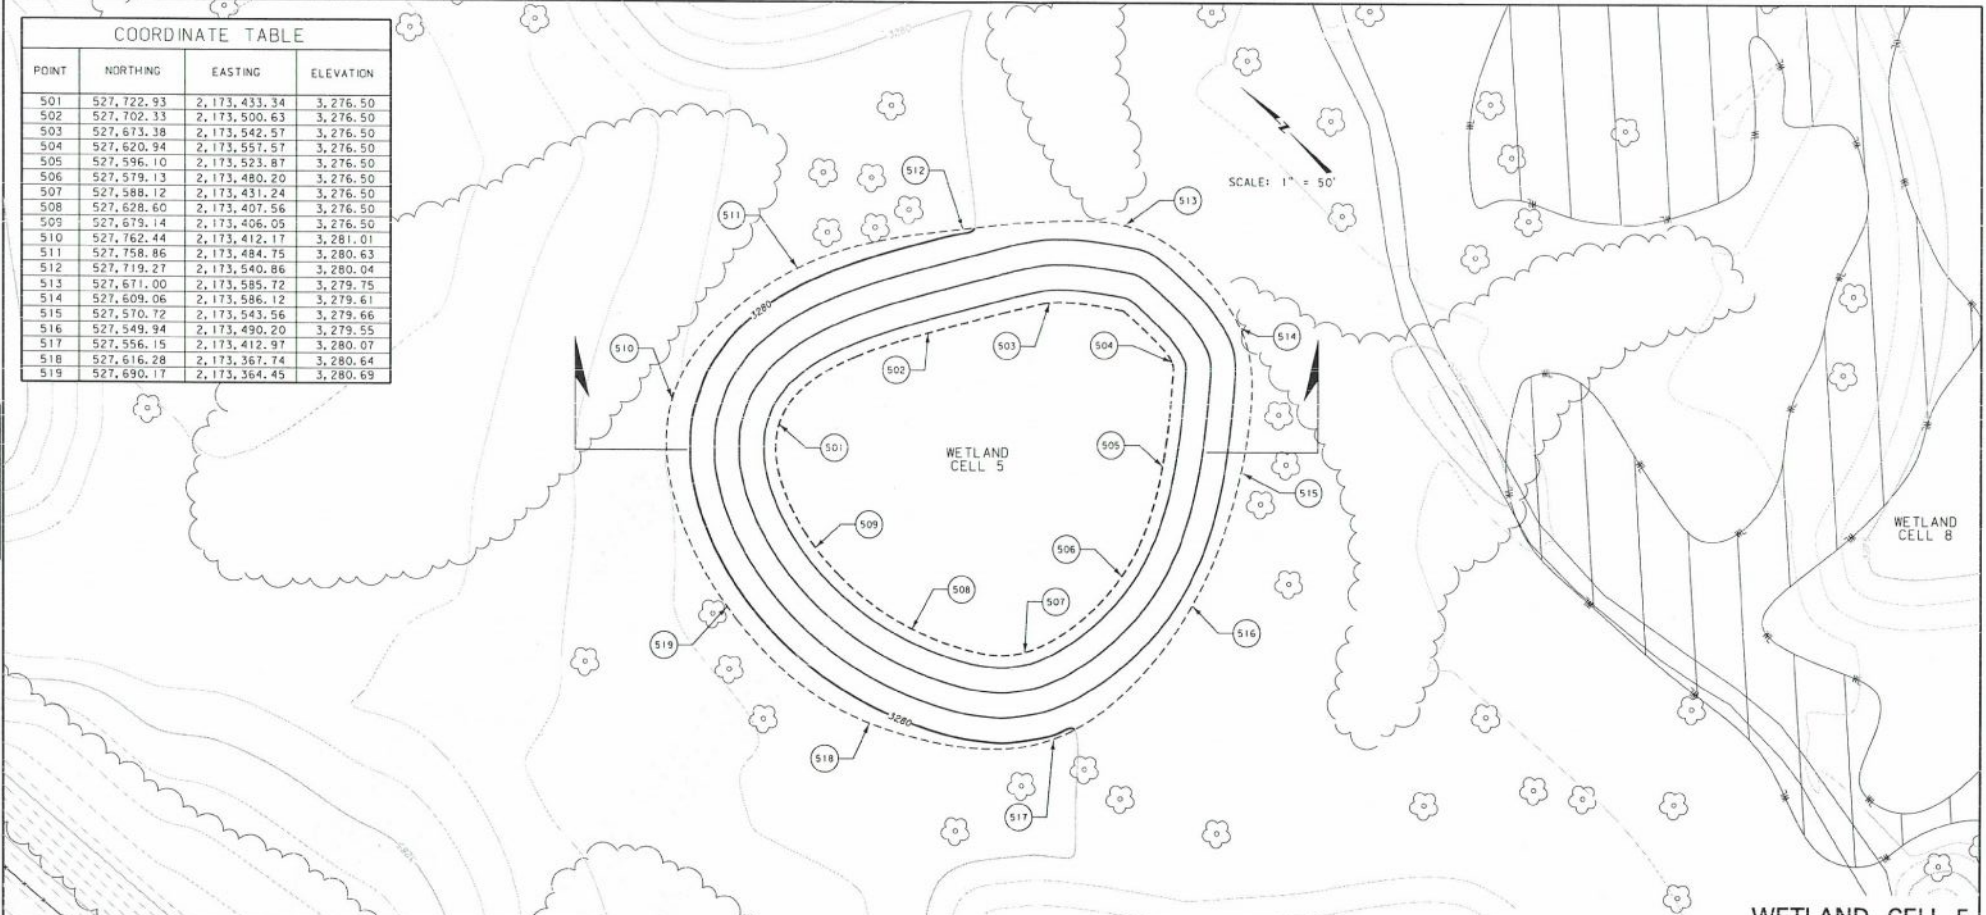 COORDINATE TABLE
POINT NORTHING EASTING ELEVATION
501 527,722.93 2,173,433.34 3,276.50
502 527,702.33 2,173,500.63 3,276.50
503 527,673.38 2,173,542.57 3,276.50
504 527,620.94 2,173,557.57 3,276.50
505 527,596.10 2,173,523.87 3,276.50
506 527,579.13 2,173,480.20 3,276.50
507 527,588.12 2,173,431.24 3,276.50
508 527,628.60 2,173,407.56 3,276.50
509 527,679.14 2,173,406.05 3,276.50
510 527,762.44 2,173,412.17 3,281.01
511 527,758.86 2,173,484.75 3,280.63
512 527,719.27 2,173,540.86 3,280.04
513 527,671.00 2,173,585.72 3,279.75
514 527,609.06 2,173,586.12 3,279.61
515 527,570.72 2,173,543.56 3,279.66
516 527,549.94 2,173,490.20 3,279.55
517 527,556.15 2,173,412.97 3,280.07
518 527,616.28 2,173,367.74 3,280.64
519 527,690.17 2,173,364.45 3,280.69
3280
Z
SCALE: 1" = 50'
512
513
511
3280
510
514
503
504
502
501
505
WETLAND
CELL 5
515
509
506
WETLAND
CELL 8
508
507
519
516
3280
518
517
3285
WETLAND CELL 5